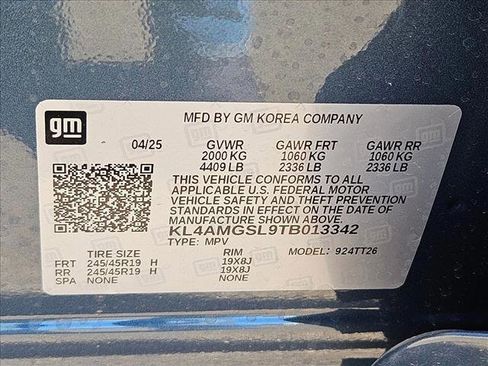 gm
MFD BY GM KOREA COMPANY
04/25 GVWR GAWR FRT GAWR RR
2000 KG 1060 KG 1060 KG
4409 LB 2336 LB 2336 LB
THIS VEHICLE CONFORMS TO ALL
APPLICABLE U.S. FEDERAL MOTOR
VEHICLE SAFETY AND THEFT
PREVENTION STANDARDS IN EFFECT ON
THE DATE OF MANUFACTURE SHOWN ABOVE.
KL4AMGSL9TB013342
TYPE: MPV MODEL: 924TT26
TIRE SIZE RIM
FRT 245/45R19 H 19X8J
RR 245/45R19 H 19X8J
SPA NONE NONE